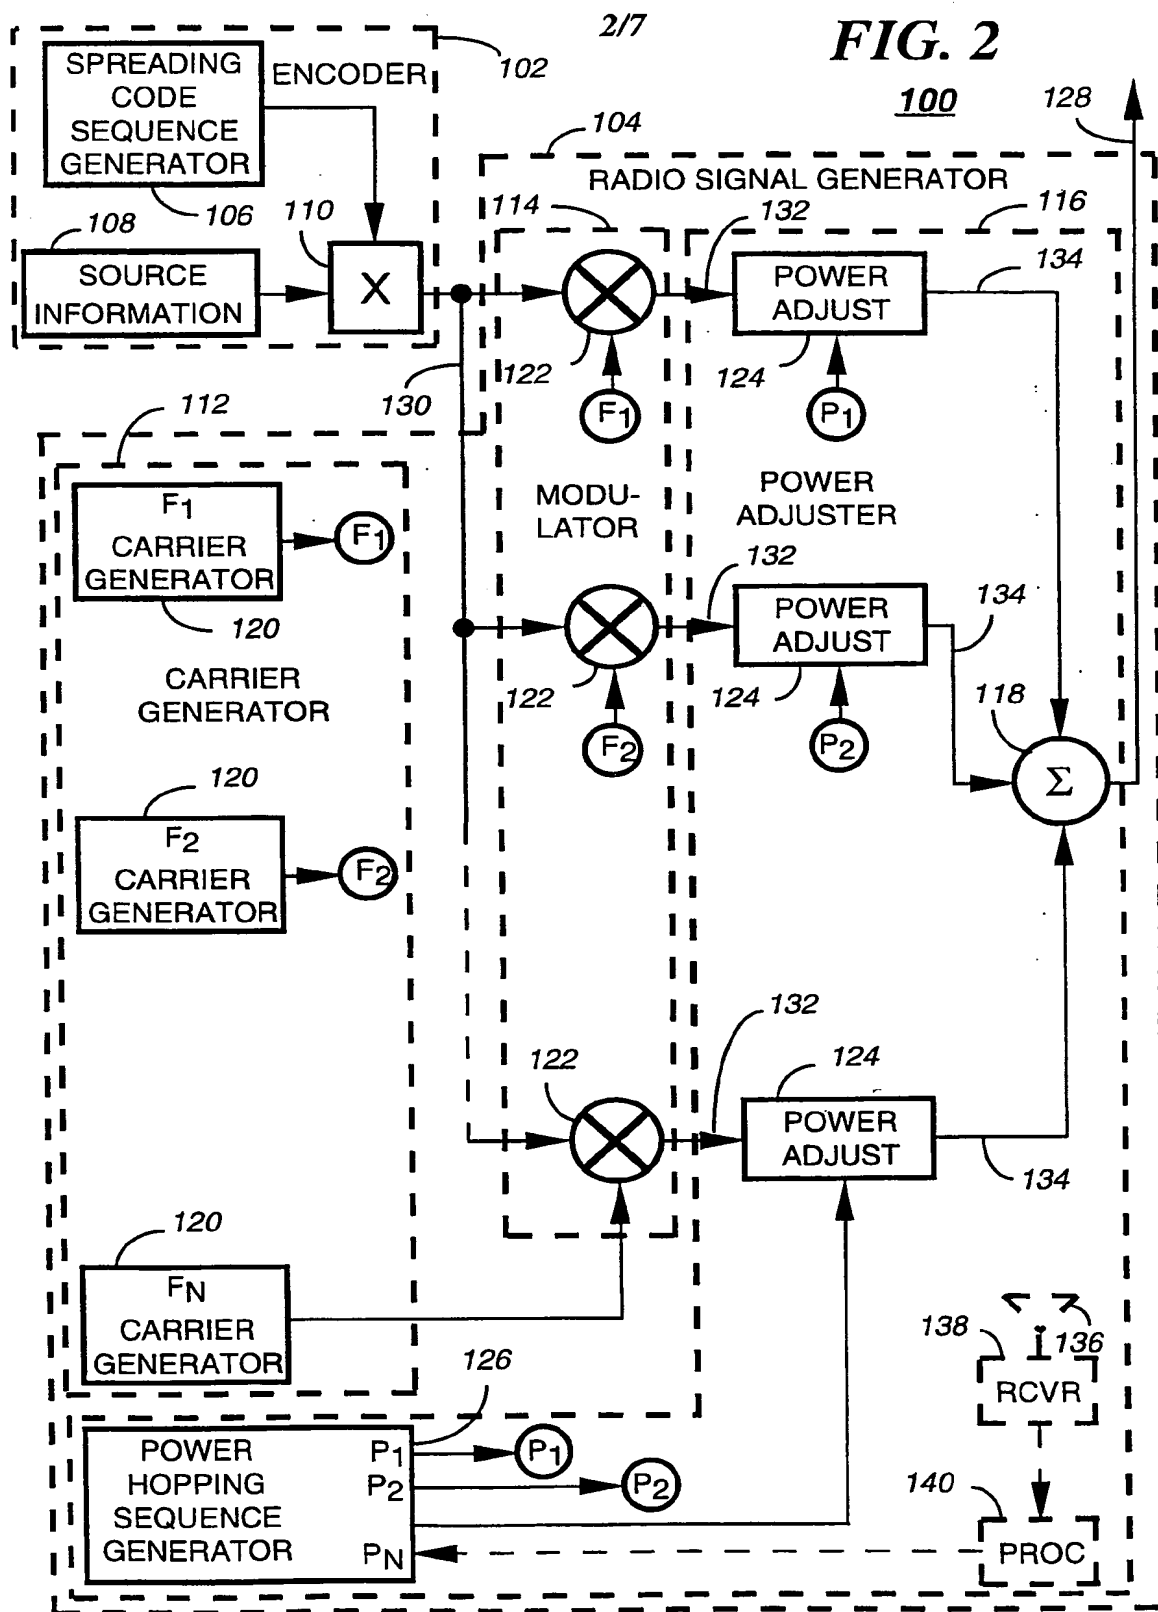 2/7
FIG. 2
100
102
128
SPREADING
CODE
SEQUENCE
GENERATOR
ENCODER
104
RADIO SIGNAL GENERATOR
106
108
110
114
132
116
SOURCE
INFORMATION
X
POWER
ADJUST
134
122
124
130
F1
P1
112
F1
CARRIER
GENERATOR
F1
MODU-
LATOR
POWER
ADJUSTER
120
132
POWER
ADJUST
134
CARRIER
GENERATOR
122
124
118
F2
P2
Σ
120
F2
CARRIER
GENERATOR
F2
132
122
124
POWER
ADJUST
134
120
FN
CARRIER
GENERATOR
138
136
RCVR
126
POWER
HOPPING
SEQUENCE
GENERATOR
P1
P2
PN
P1
P2
140
PROC